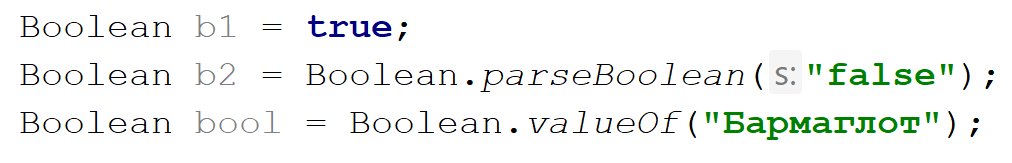 Boolean b1 = true;
Boolean b2 = Boolean.parseBoolean(s:"false");
Boolean bool = Boolean.valueOf("Бармаглот");